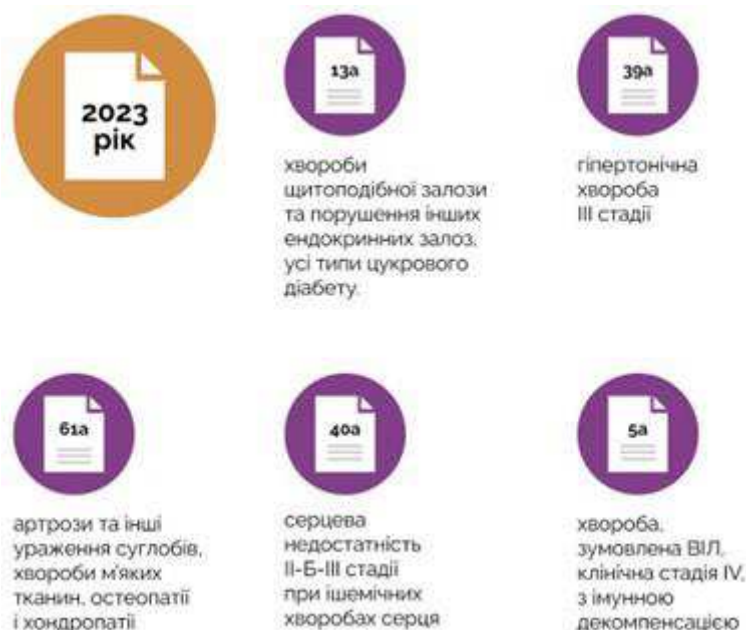 2023
рік
13а
хвороби
щитоподібної залози
та порушення інших
ендокринних залоз,
усі типи цукрового
діабету.
39а
гіпертонічна
хвороба
III стадії
61а
артрози та інші
ураження суглобів,
хвороби м'яких
тканин, остеопатії
і хондропатії
40а
серцева
недостатність
II-Б-III стадії
при ішемічних
хворобах серця
5а
хвороба,
зумовлена ВІЛ,
клінічна стадія IV,
з імунною
декомпенсацією